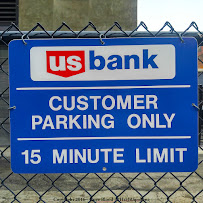 usbank
CUSTOMER
PARKING ONLY
15 MINUTE LIMIT